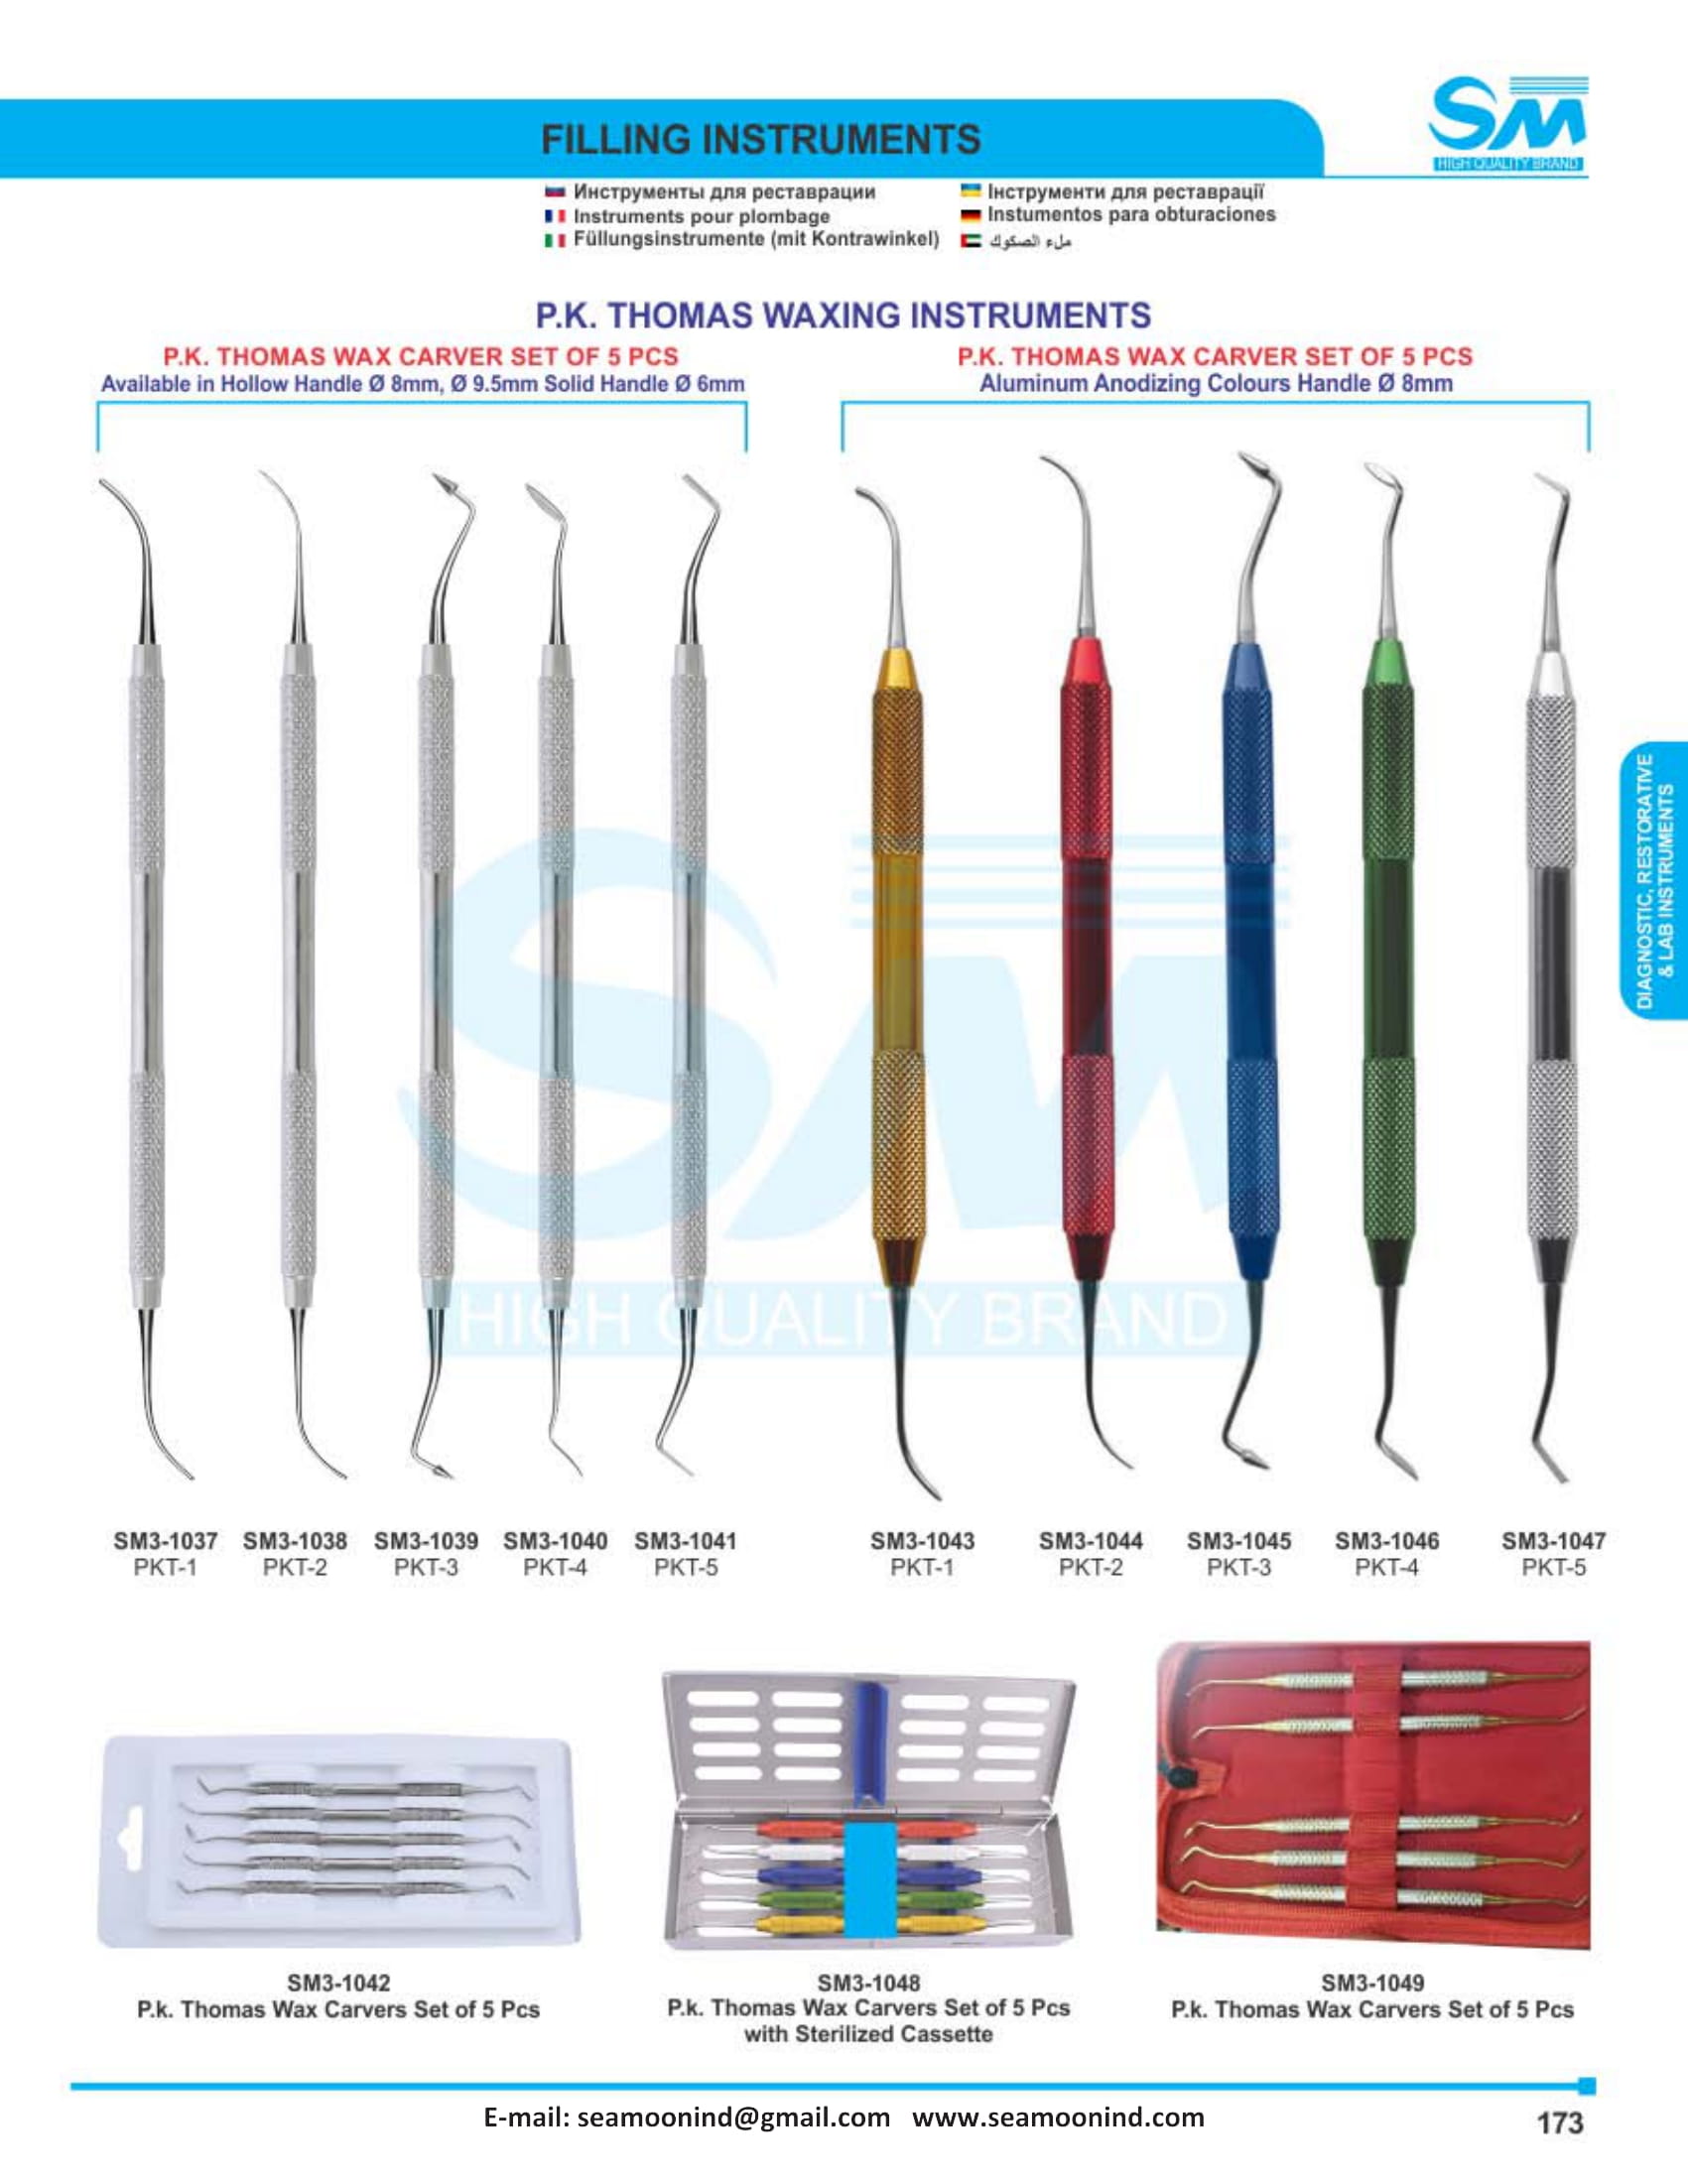 SM
HIGH QUALITY BRAND
FILLING INSTRUMENTS
Инструменты для реставрации
Instruments pour plombage
Füllungsinstrumente (mit Kontrawinkel)
Інструменти для реставрації
Instumentos para obturaciones
ملء الصكوك
P.K. THOMAS WAXING INSTRUMENTS
P.K. THOMAS WAX CARVER SET OF 5 PCS
Available in Hollow Handle Ø 8mm, Ø 9.5mm Solid Handle Ø 6mm
P.K. THOMAS WAX CARVER SET OF 5 PCS
Aluminum Anodizing Colours Handle Ø 8mm
DIAGNOSTIC, RESTORATIVE
& LAB INSTRUMENTS
SM
HIGH QUALITY BRAND
SM3-1037 SM3-1038 SM3-1039 SM3-1040 SM3-1041 SM3-1043 SM3-1044 SM3-1045 SM3-1046 SM3-1047
PKT-1 PKT-2 PKT-3 PKT-4 PKT-5 PKT-1 PKT-2 PKT-3 PKT-4 PKT-5
SM3-1042
P.k. Thomas Wax Carvers Set of 5 Pcs
SM3-1048
P.k. Thomas Wax Carvers Set of 5 Pcs
with Sterilized Cassette
SM3-1049
P.k. Thomas Wax Carvers Set of 5 Pcs
E-mail: seamoonind@gmail.com www.seamoonind.com
173